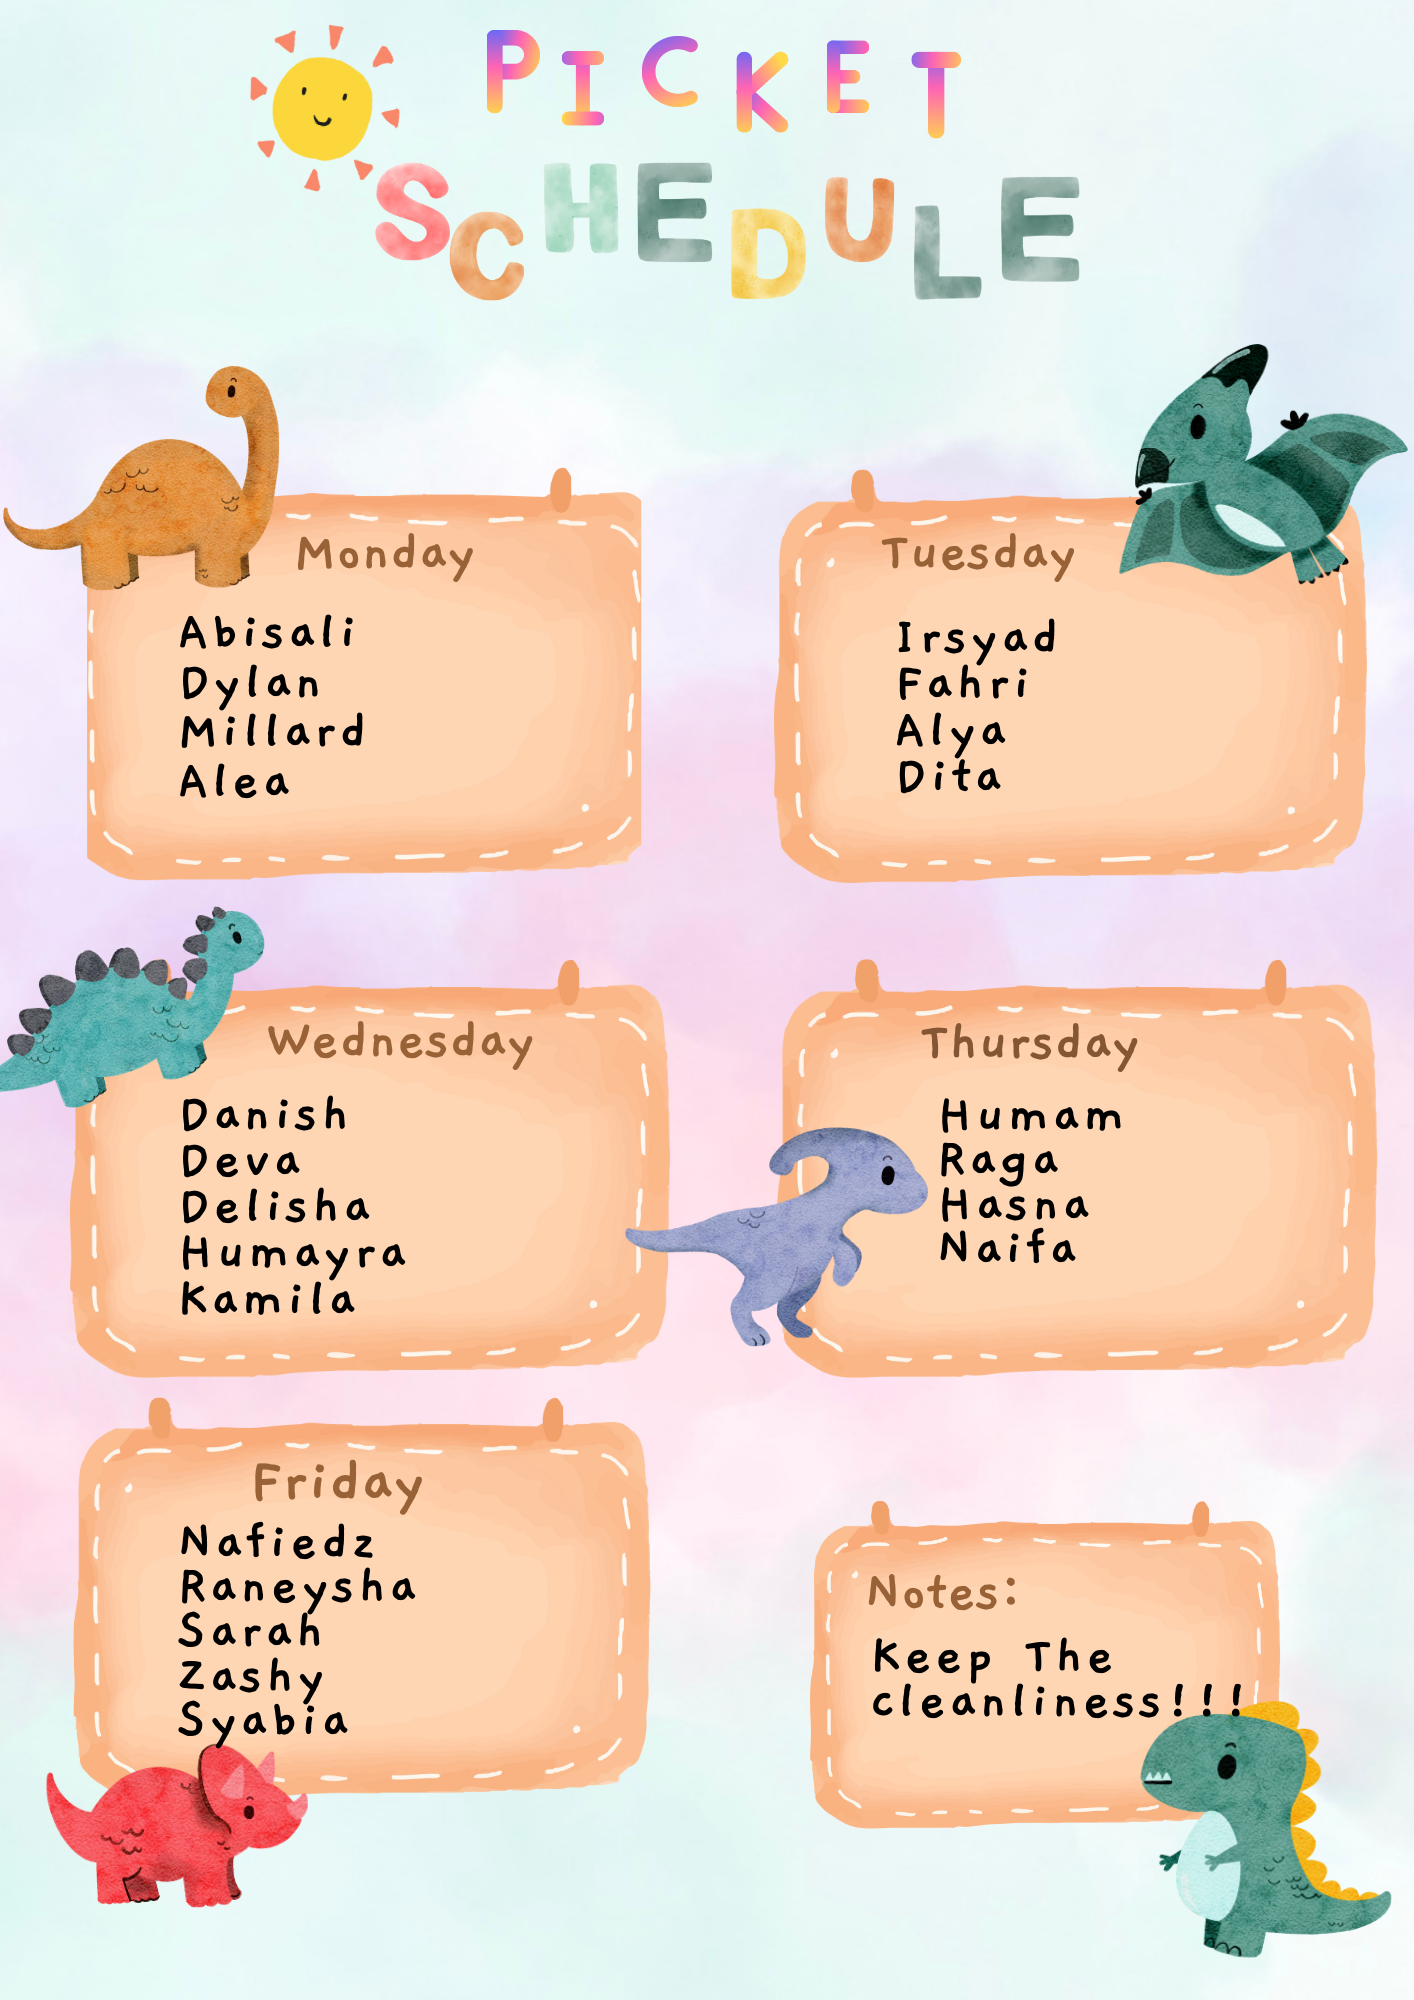 PICKET
SCHEDULE
Monday
Abisali
Dylan
Millard
Alea
Tuesday
Irsyad
Fahri
Alya
Dita
Wednesday
Danish
Deva
Delisha
Humayra
Kamila
Thursday
Humam
Raga
Hasna
Naifa
Friday
Nafiedz
Raneysha
Sarah
Zashy
Syabia
Notes:
Keep The
cleanliness!!!